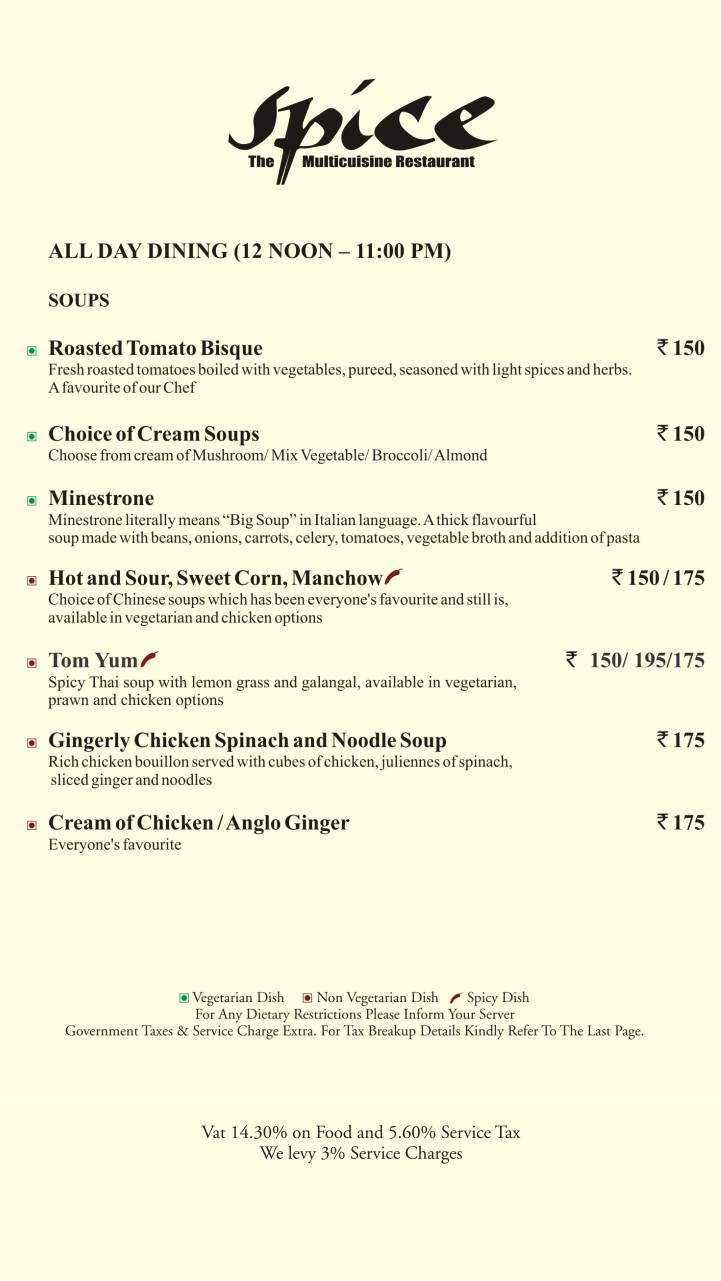 spice
The Multicuisine Restaurant
ALL DAY DINING (12 NOON – 11:00 PM)
SOUPS
Roasted Tomato Bisque ₹ 150
Fresh roasted tomatoes boiled with vegetables, pureed, seasoned with light spices and herbs.
A favourite of our Chef
Choice of Cream Soups ₹ 150
Choose from cream of Mushroom/ Mix Vegetable/ Broccoli/ Almond
Minestrone ₹ 150
Minestrone literally means “Big Soup” in Italian language. A thick flavourful
soup made with beans, onions, carrots, celery, tomatoes, vegetable broth and addition of pasta
Hot and Sour, Sweet Corn, Manchow ₹ 150 / 175
Choice of Chinese soups which has been everyone's favourite and still is,
available in vegetarian and chicken options
Tom Yum ₹ 150/ 195/175
Spicy Thai soup with lemon grass and galangal, available in vegetarian,
prawn and chicken options
Gingerly Chicken Spinach and Noodle Soup ₹ 175
Rich chicken bouillon served with cubes of chicken, juliennes of spinach,
sliced ginger and noodles
Cream of Chicken / Anglo Ginger ₹ 175
Everyone's favourite
Vegetarian Dish Non Vegetarian Dish Spicy Dish
For Any Dietary Restrictions Please Inform Your Server
Government Taxes & Service Charge Extra. For Tax Breakup Details Kindly Refer To The Last Page.
Vat 14.30% on Food and 5.60% Service Tax
We levy 3% Service Charges